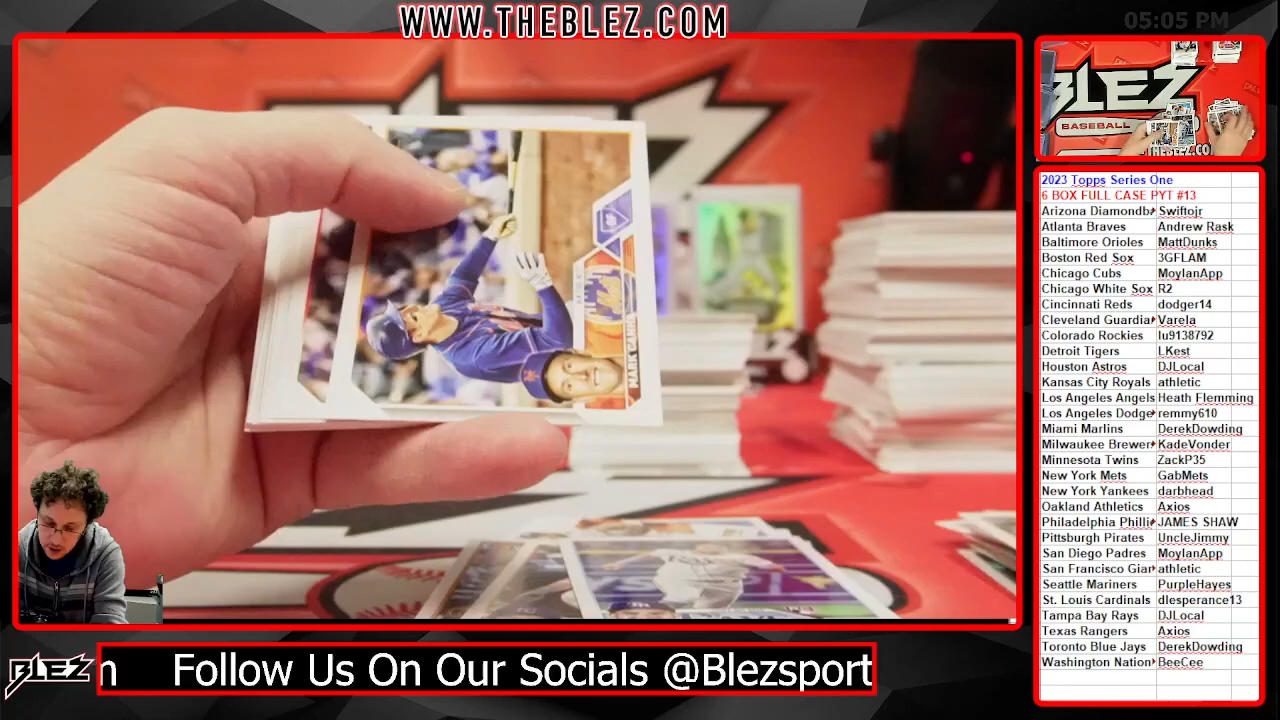 WWW.THEBLEZ.COM
05:05 PM
BLEZ
BASEBALL
MARK CANHA
2023 Topps Series One
6 BOX FULL CASE PYT #13
Arizona Diamondb Swiftojr
Atlanta Braves Andrew Rask
Baltimore Orioles MattDunks
Boston Red Sox 3GFLAM
Chicago Cubs MoylanApp
Chicago White Sox R2
Cincinnati Reds dodger14
Cleveland Guardia Varela
Colorado Rockies lu9138792
Detroit Tigers LKest
Houston Astros DJLocal
Kansas City Royals athletic
Los Angeles Angels Heath Flemming
Los Angeles Dodge remmy610
Miami Marlins DerekDowding
Milwaukee Brewer KadeVonder
Minnesota Twins ZackP35
New York Mets GabMets
New York Yankees darbhead
Oakland Athletics Axios
Philadelphia Philli JAMES SHAW
Pittsburgh Pirates UncleJimmy
San Diego Padres MoylanApp
San Francisco Gian athletic
Seattle Mariners PurpleHayes
St. Louis Cardinals dlesperance13
Tampa Bay Rays DJLocal
Texas Rangers Axios
Toronto Blue Jays DerekDowding
Washington Nation BeeCee
BLEZ
n Follow Us On Our Socials @Blezsport